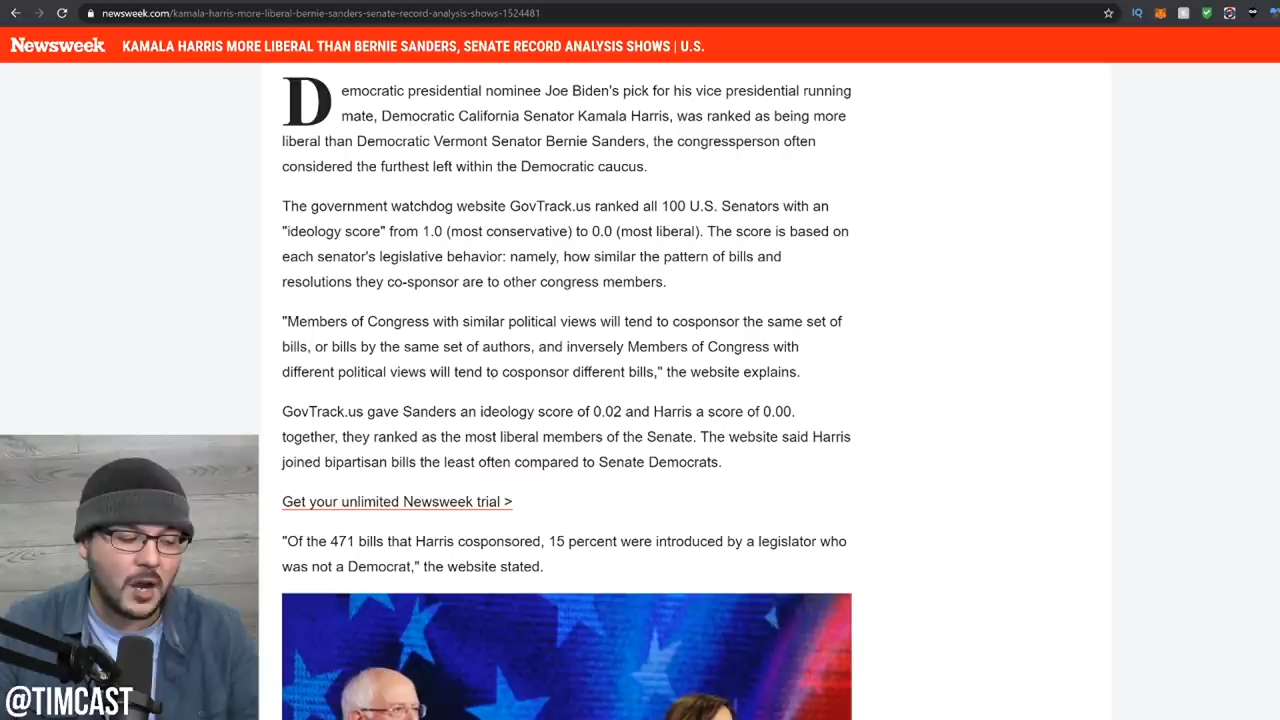 newsweek.com/kamala-harris-more-liberal-bernie-sanders-senate-record-analysis-shows-1524481
Newsweek KAMALA HARRIS MORE LIBERAL THAN BERNIE SANDERS, SENATE RECORD ANALYSIS SHOWS | U.S.
Democratic presidential nominee Joe Biden's pick for his vice presidential running
mate, Democratic California Senator Kamala Harris, was ranked as being more
liberal than Democratic Vermont Senator Bernie Sanders, the congressperson often
considered the furthest left within the Democratic caucus.
The government watchdog website GovTrack.us ranked all 100 U.S. Senators with an
"ideology score" from 1.0 (most conservative) to 0.0 (most liberal). The score is based on
each senator's legislative behavior: namely, how similar the pattern of bills and
resolutions they co-sponsor are to other congress members.
"Members of Congress with similar political views will tend to cosponsor the same set of
bills, or bills by the same set of authors, and inversely Members of Congress with
different political views will tend to cosponsor different bills," the website explains.
GovTrack.us gave Sanders an ideology score of 0.02 and Harris a score of 0.00.
together, they ranked as the most liberal members of the Senate. The website said Harris
joined bipartisan bills the least often compared to Senate Democrats.
Get your unlimited Newsweek trial >
"Of the 471 bills that Harris cosponsored, 15 percent were introduced by a legislator who
was not a Democrat," the website stated.
@TIMCAST